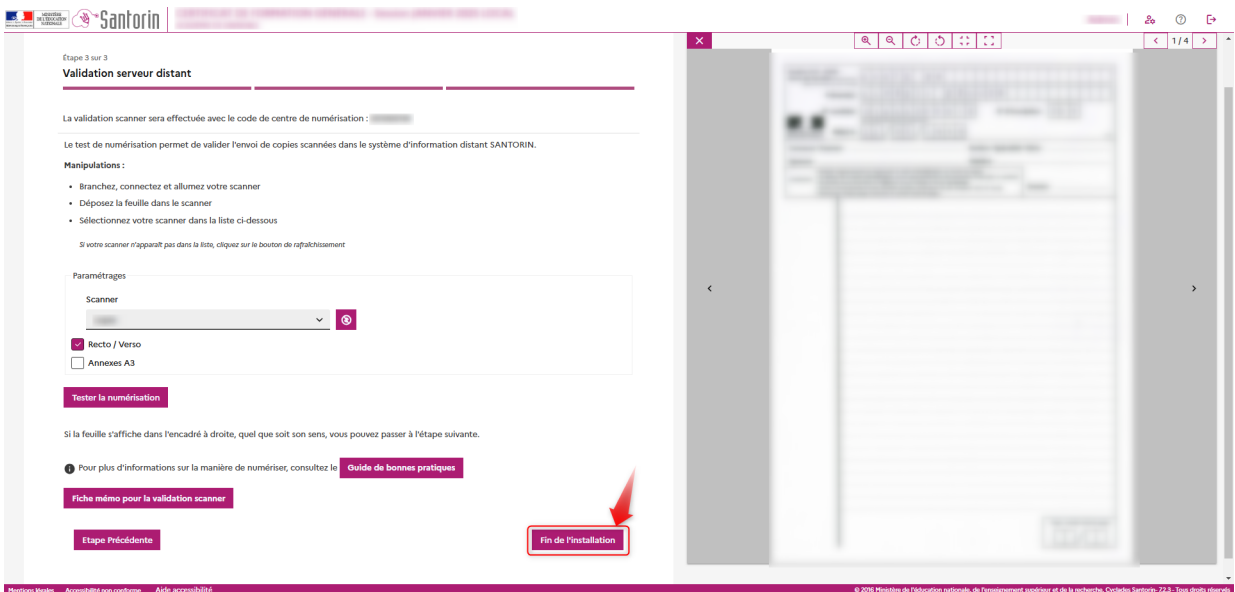 MINISTÈRE
DE L'ÉDUCATION
NATIONALE
Santorin
Étape 3 sur 3
Validation serveur distant
La validation scanner sera effectuée avec le code de centre de numérisation :
Le test de numérisation permet de valider l'envoi de copies scannées dans le système d'information distant SANTORIN.
Manipulations :
• Branchez, connectez et allumez votre scanner
• Déposez la feuille dans le scanner
• Sélectionnez votre scanner dans la liste ci-dessous
Si votre scanner n'apparaît pas dans la liste, cliquez sur le bouton de rafraîchissement
Paramétrages
Scanner
Recto / Verso
Annexes A3
Tester la numérisation
Si la feuille s'affiche dans l'encadré à droite, quel que soit son sens, vous pouvez passer à l'étape suivante.
Pour plus d'informations sur la manière de numériser, consultez le Guide de bonnes pratiques
Fiche mémo pour la validation scanner
Etape Précédente
Fin de l'installation
1 / 4
Mentions légales Accessibilité non conforme Aide accessibilité
© 2016 Ministère de l'éducation nationale, de l'enseignement supérieur et de la recherche, Cyclades Santorin- 7.2.3 - Tous droits réservés